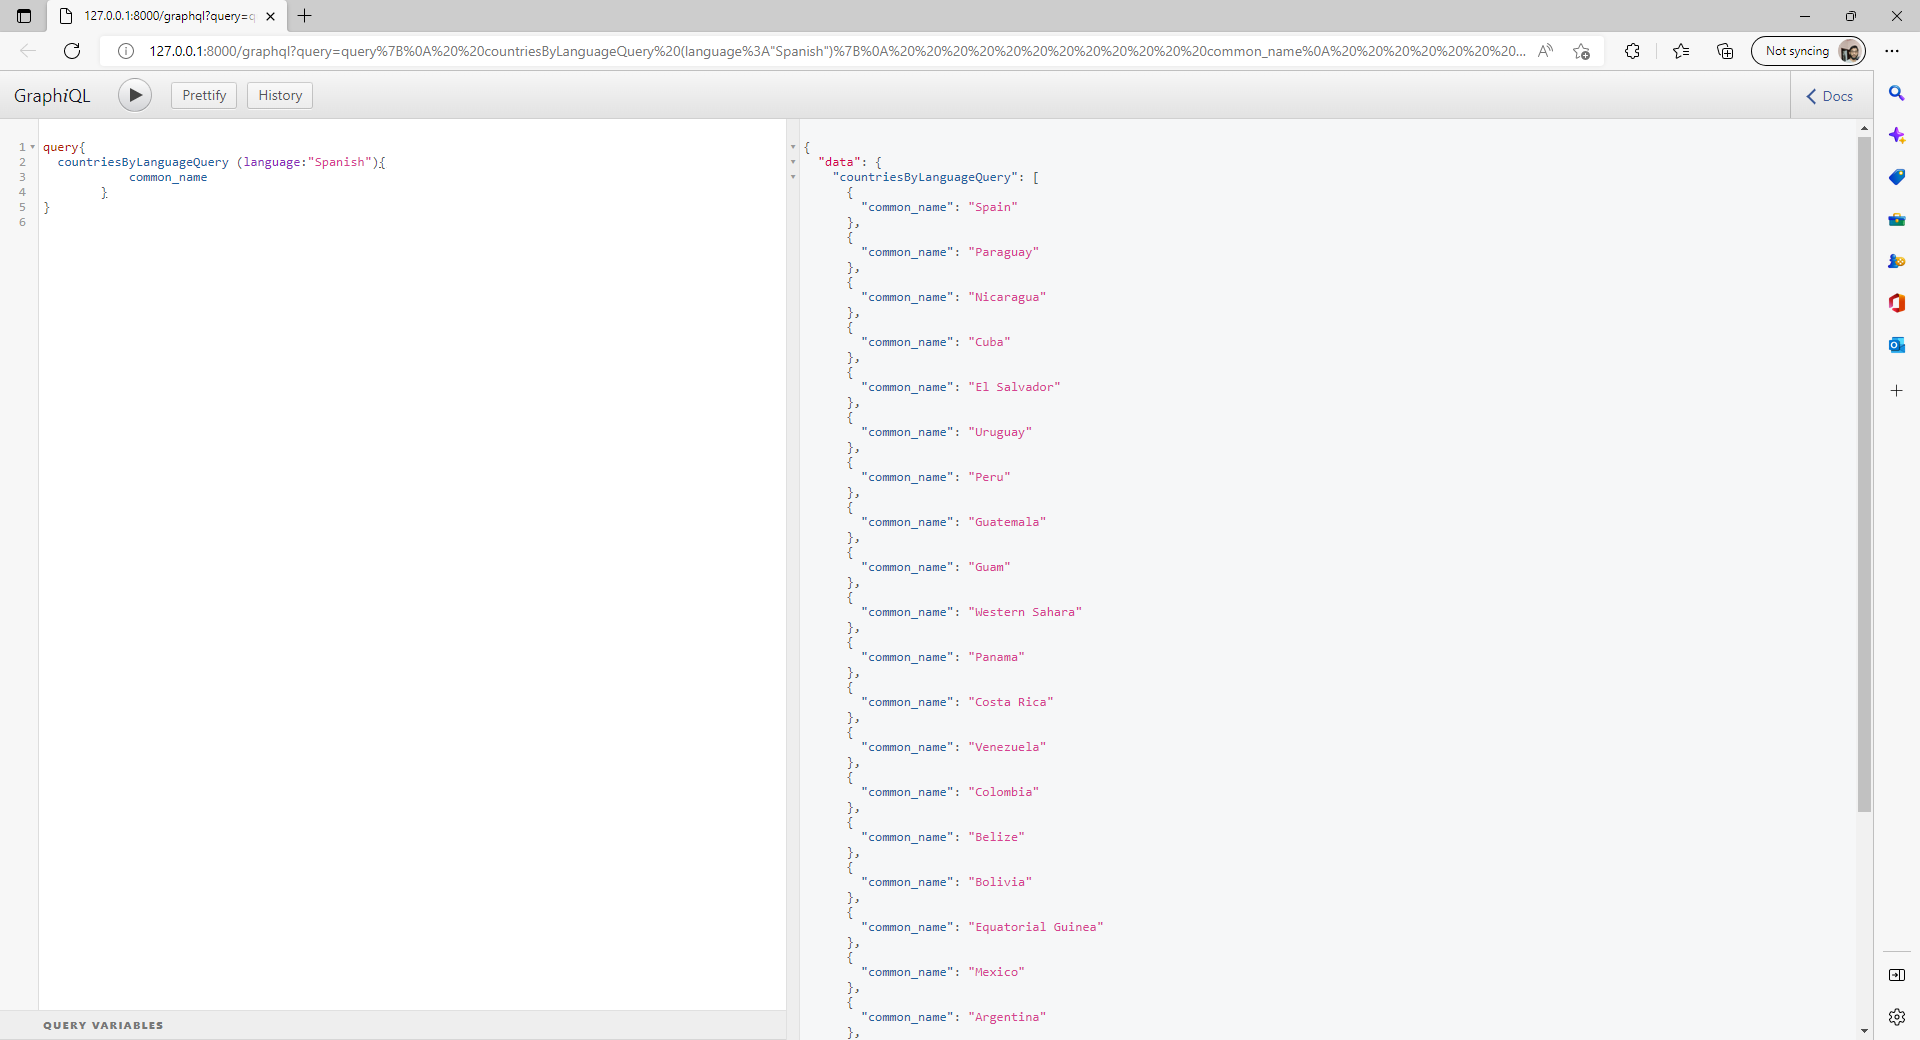 127.0.0.1:8000/graphql?query=q
127.0.0.1:8000/graphql?query=query%7B%0A%20%20countriesByLanguageQuery%20(language%3A"Spanish")%7B%0A%20%20%20%20%20%20%20%20%20%20%20%20common_name%0A%20%20%20%20%20%20%20...
Not syncing
GraphiQL
Prettify
History
Docs
1 query{
2 countriesByLanguageQuery (language:"Spanish"){
3 common_name
4 }
5 }
6
{
"data": {
"countriesByLanguageQuery": [
{
"common_name": "Spain"
},
{
"common_name": "Paraguay"
},
{
"common_name": "Nicaragua"
},
{
"common_name": "Cuba"
},
{
"common_name": "El Salvador"
},
{
"common_name": "Uruguay"
},
{
"common_name": "Peru"
},
{
"common_name": "Guatemala"
},
{
"common_name": "Guam"
},
{
"common_name": "Western Sahara"
},
{
"common_name": "Panama"
},
{
"common_name": "Costa Rica"
},
{
"common_name": "Venezuela"
},
{
"common_name": "Colombia"
},
{
"common_name": "Belize"
},
{
"common_name": "Bolivia"
},
{
"common_name": "Equatorial Guinea"
},
{
"common_name": "Mexico"
},
{
"common_name": "Argentina"
},
QUERY VARIABLES